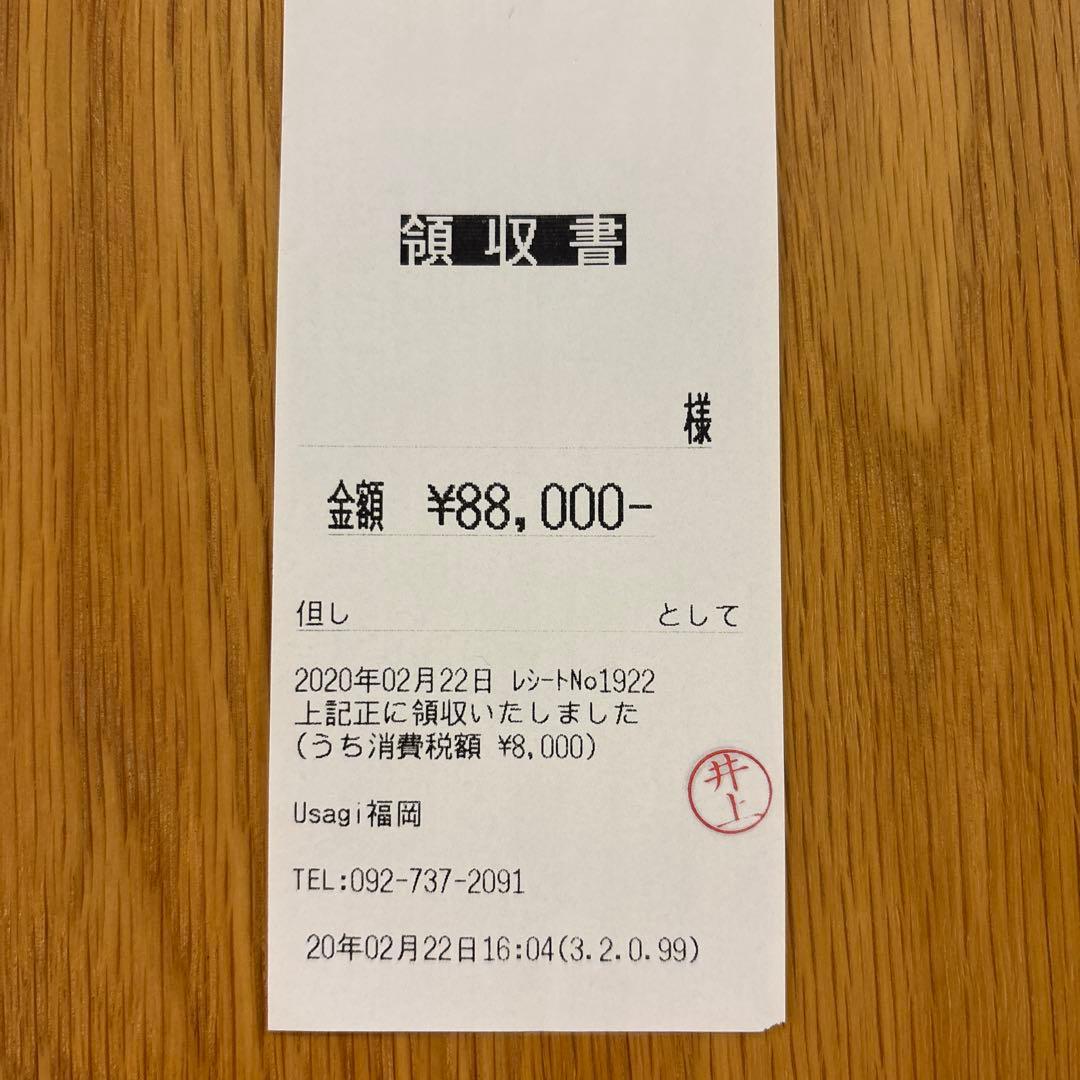 領収書
様
金額 ¥88,000-
但し として
2020年02月22日 ﾚｼｰﾄNo1922
上記正に領収いたしました
(うち消費税額 ¥8,000)
井上
Usagi福岡
TEL:092-737-2091
20年02月22日16:04(3.2.0.99)